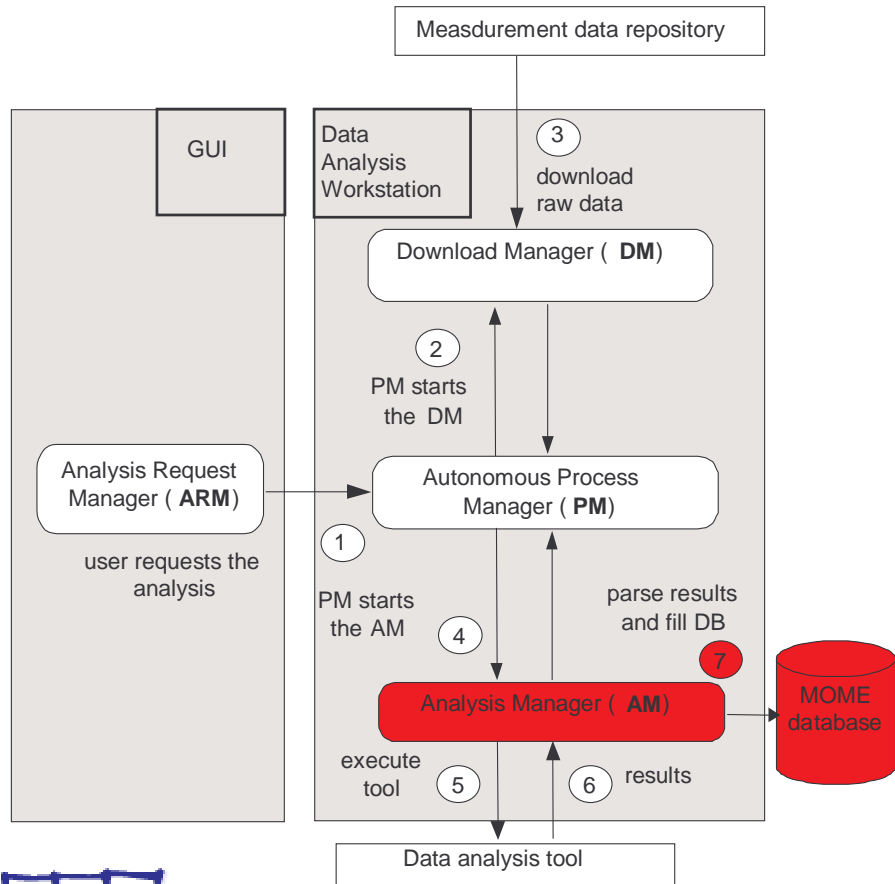 Measdurement data repository
GUI
Data
Analysis
Workstation
3
download
raw data
Download Manager ( DM)
2
PM starts
the DM
Analysis Request
Manager ( ARM)
Autonomous Process
Manager ( PM)
1
user requests the
analysis
PM starts
the AM
4
parse results
and fill DB
7
Analysis Manager ( AM)
MOME
database
execute
tool
5
6
results
Data analysis tool